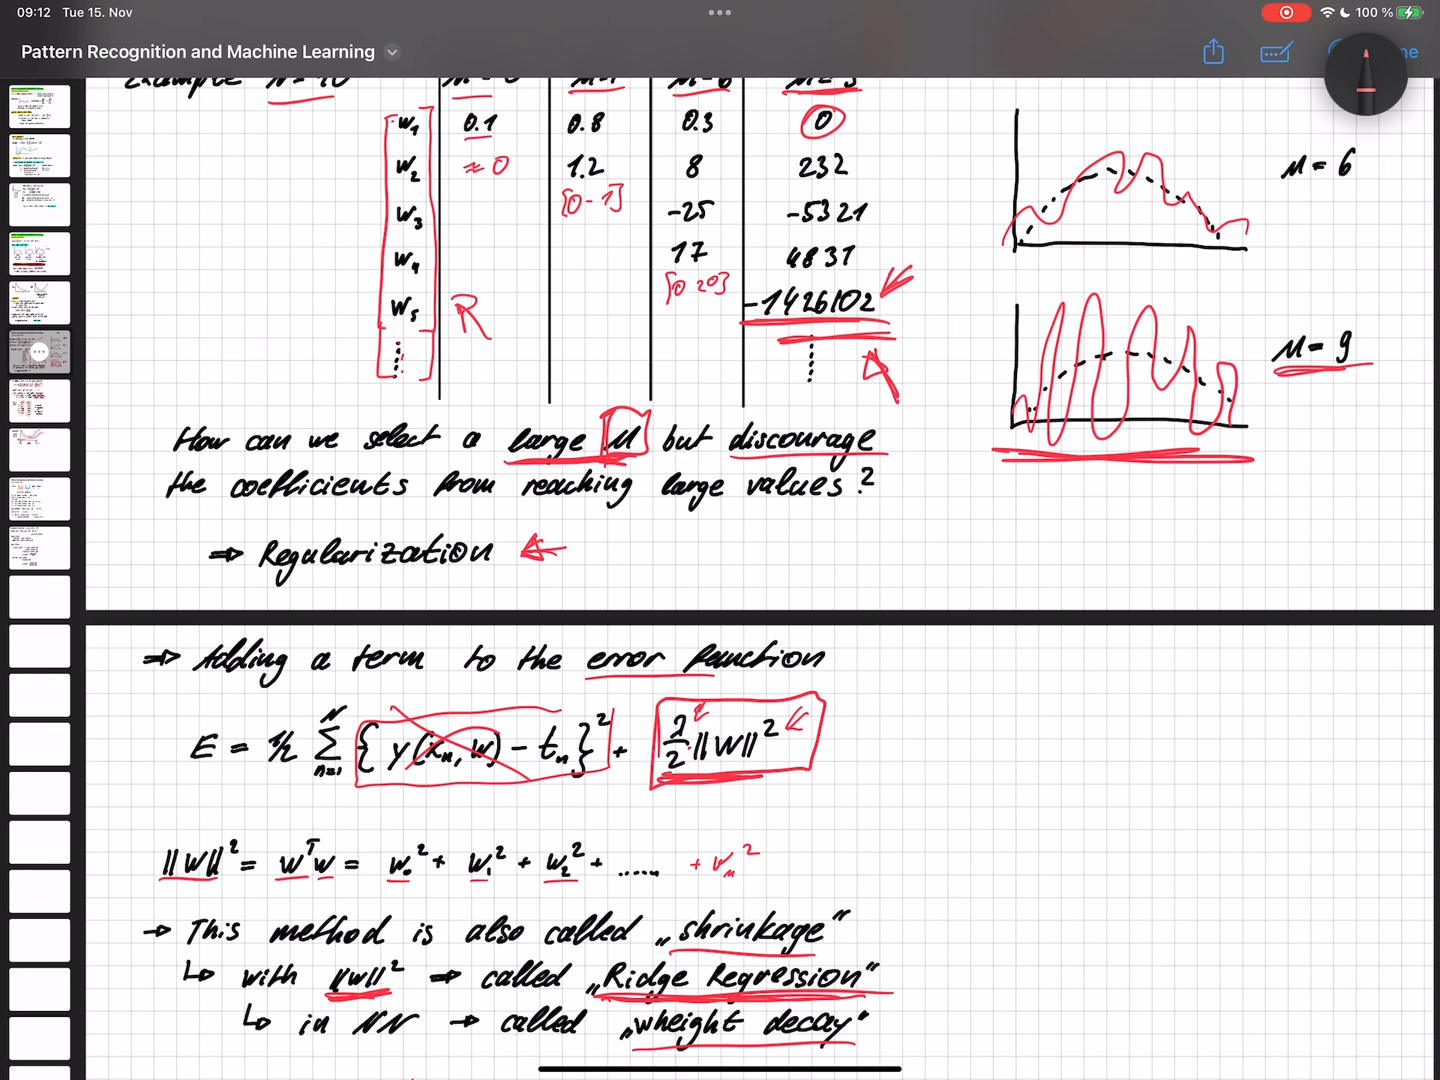 09:12 Tue 15. Nov
100 %
Pattern Recognition and Machine Learning
Example N=10
w₁ 0.1 0.8 0.3 0
w₂ ≈0 1.2 8 232
[0-1]
w₃ -25 -5321
w₄ 17 4831
[0 20]
w₅ R -1426102
M = 6
M = 9
How can we select a large M but discourage
the coefficients from reaching large values?
⇒ Regularization
⇒ Adding a term to the error function
E = 1/2 Σ n=1 N { y(xₙ, w) - tₙ }² + λ/2 ||W||²
||W||² = wᵀw = w₀² + w₁² + w₂² + ..... + wₘ²
→ This method is also called „shrinkage“
↳ with ||w||² ⇒ called „Ridge Regression“
↳ in NN → called „wheight decay“